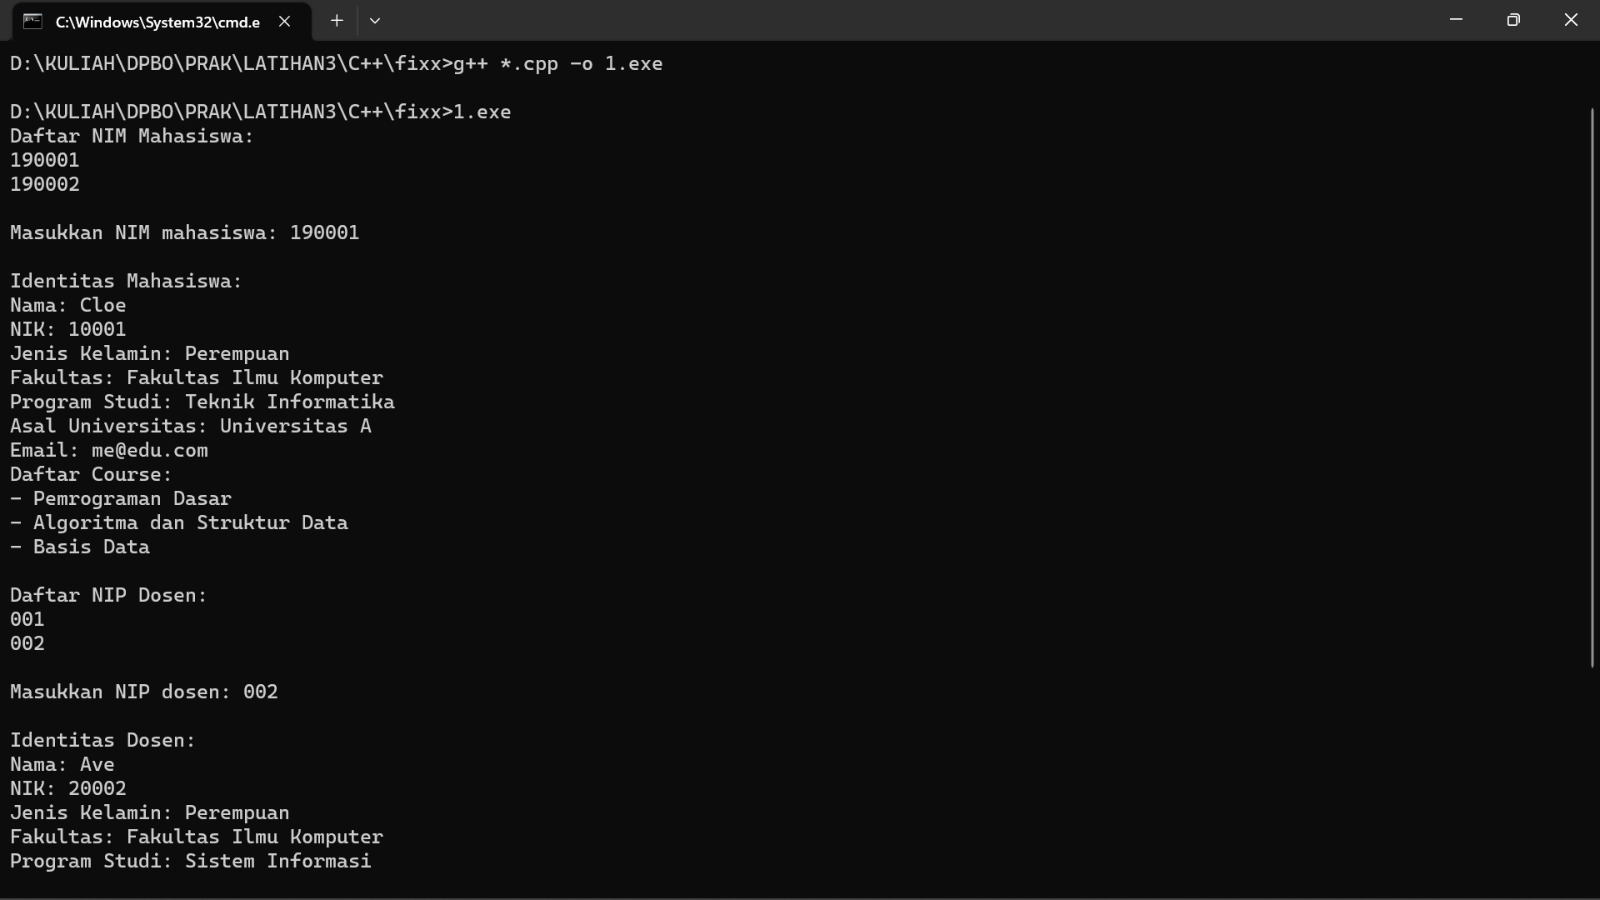 C:\Windows\System32\cmd.e
D:\KULIAH\DPBO\PRAK\LATIHAN3\C++\fixx>g++ *.cpp -o 1.exe
D:\KULIAH\DPBO\PRAK\LATIHAN3\C++\fixx>1.exe
Daftar NIM Mahasiswa:
190001
190002
Masukkan NIM mahasiswa: 190001
Identitas Mahasiswa:
Nama: Cloe
NIK: 10001
Jenis Kelamin: Perempuan
Fakultas: Fakultas Ilmu Komputer
Program Studi: Teknik Informatika
Asal Universitas: Universitas A
Email: me@edu.com
Daftar Course:
- Pemrograman Dasar
- Algoritma dan Struktur Data
- Basis Data
Daftar NIP Dosen:
001
002
Masukkan NIP dosen: 002
Identitas Dosen:
Nama: Ave
NIK: 20002
Jenis Kelamin: Perempuan
Fakultas: Fakultas Ilmu Komputer
Program Studi: Sistem Informasi